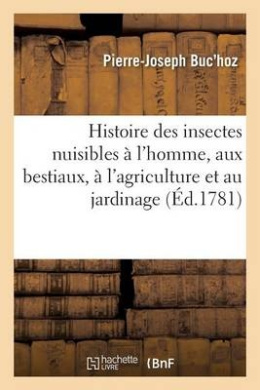 Pierre-Joseph Buc'hoz
Histoire des insectes nuisibles à l'homme, aux bestiaux, à l'agriculture et au jardinage (Éd.1781)
hachette
LIVRE
{BnF